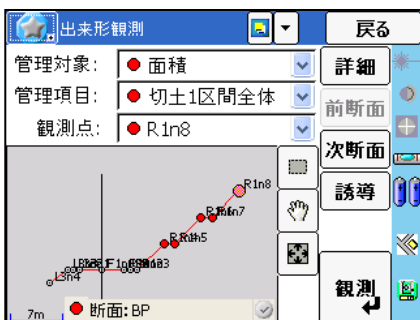 出来形観測
戻る
管理対象: 面積
詳細
管理項目: 切土1区間全体
前断面
観測点: R1n8
次断面
R1n8
誘導
L3n4
7m
断面:BP
観測